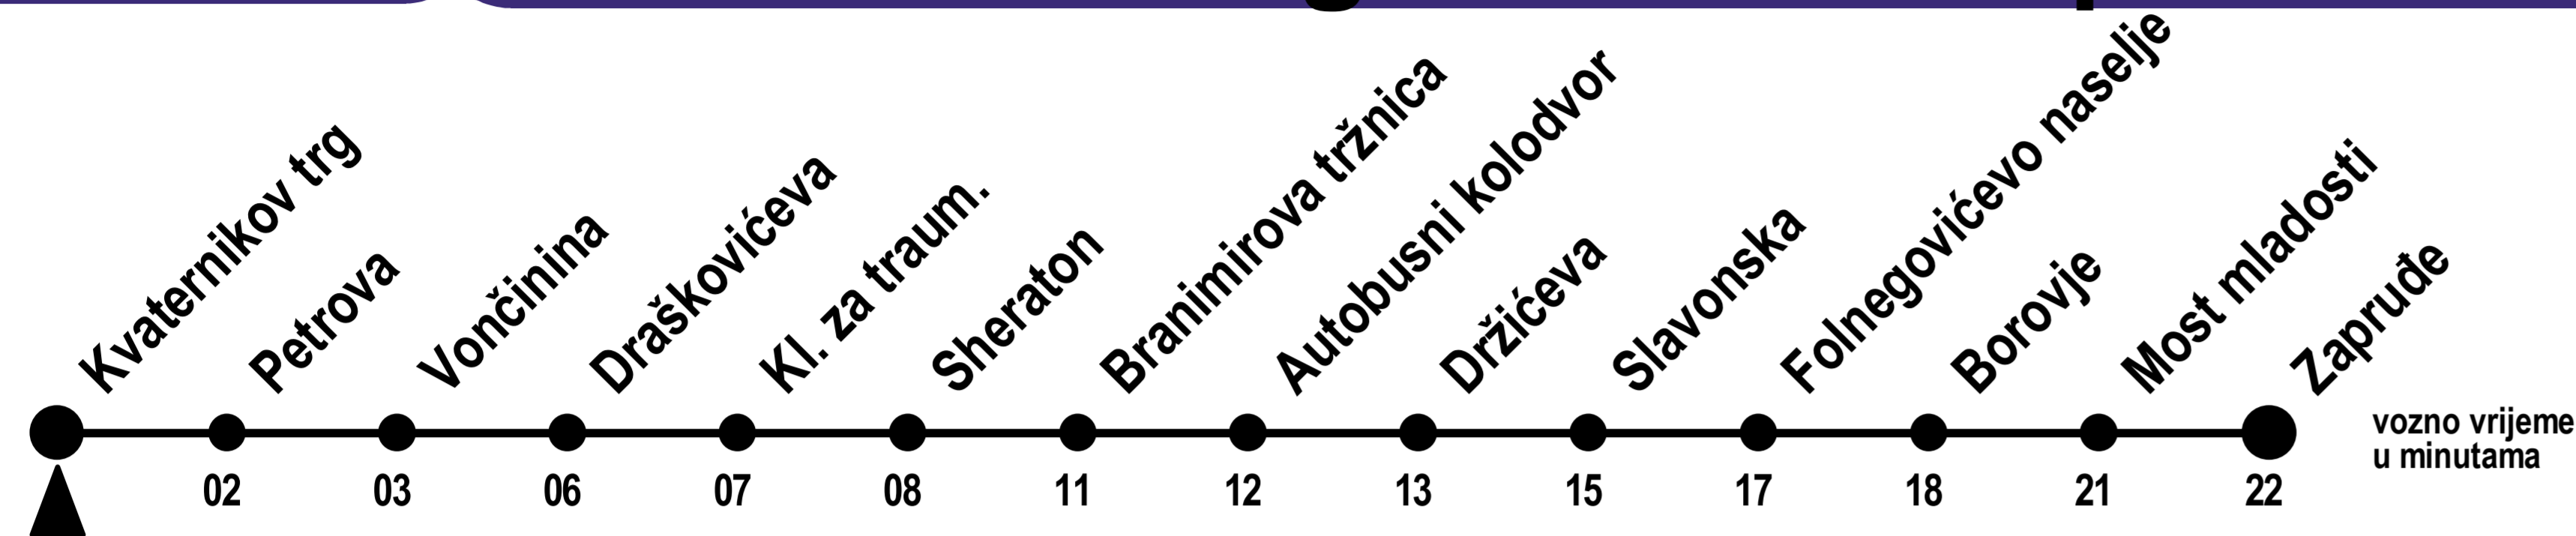 Kvaternikov trg
Petrova
Vončinina
Draškovićeva
Kl. za traum.
Sheraton
Branimirova tržnica
Autobusni kolodvor
Držićeva
Slavonska
Folnegovićevo naselje
Borovje
Most mladosti
Zapruđe
vozno vrijeme
u minutama
02 03 06 07 08 11 12 13 15 17 18 21 22